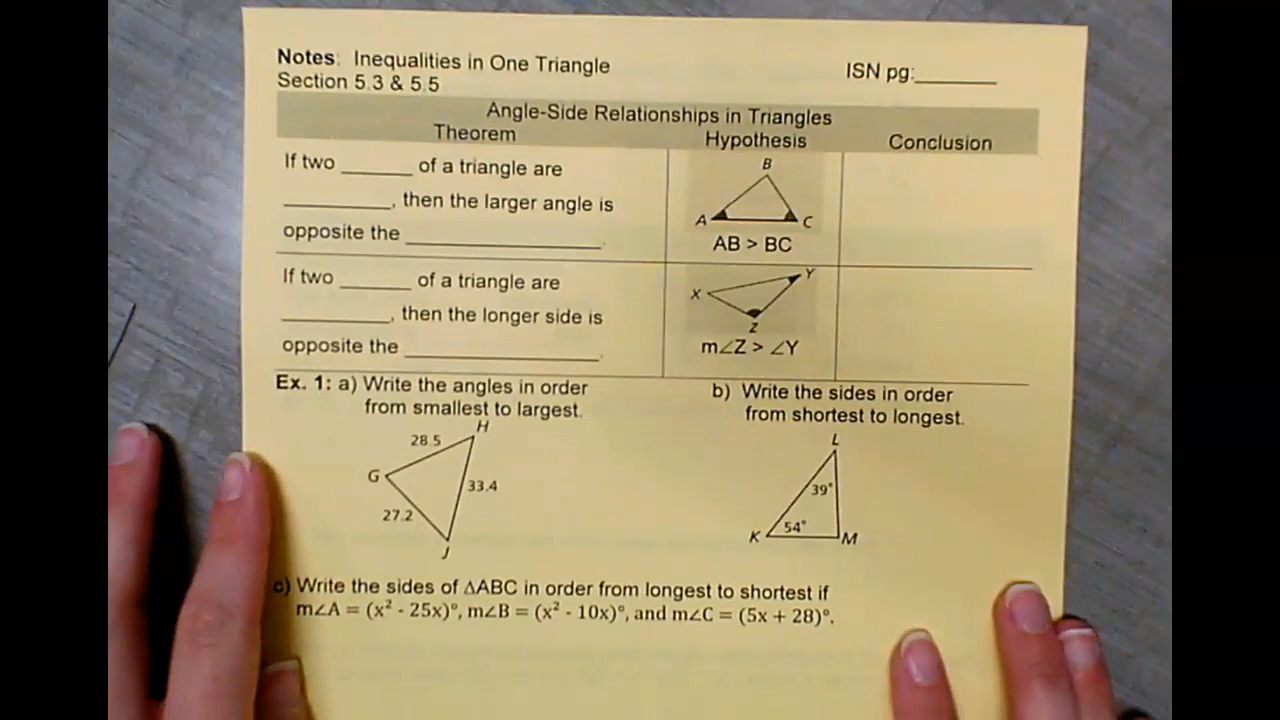 Notes: Inequalities in One Triangle
ISN pg:________
Section 5.3 & 5.5
Angle-Side Relationships in Triangles
Theorem Hypothesis Conclusion
If two ______ of a triangle are
_________, then the larger angle is
opposite the ________________.
B
A C
AB > BC
If two ______ of a triangle are
_________, then the longer side is
opposite the ________________.
Y
X
Z
m∠Z > ∠Y
Ex. 1: a) Write the angles in order
from smallest to largest.
H
28.5
G
33.4
27.2
J
b) Write the sides in order
from shortest to longest.
L
39°
54°
K M
c) Write the sides of ΔABC in order from longest to shortest if
m∠A = (x² - 25x)°, m∠B = (x² - 10x)°, and m∠C = (5x + 28)°.